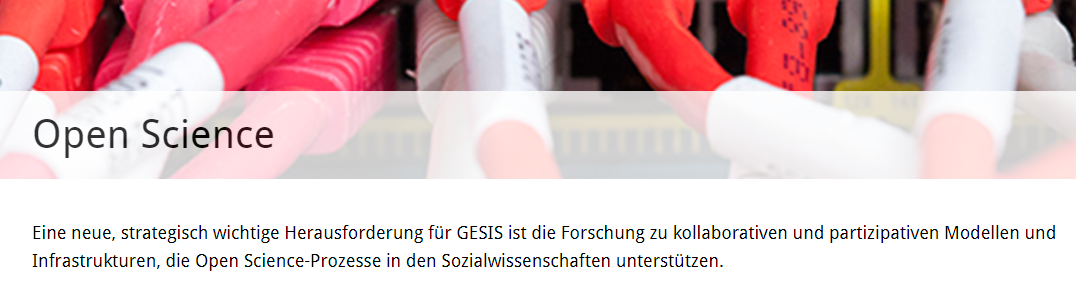 Open Science
Eine neue, strategisch wichtige Herausforderung für GESIS ist die Forschung zu kollaborativen und partizipativen Modellen und
Infrastrukturen, die Open Science-Prozesse in den Sozialwissenschaften unterstützen.